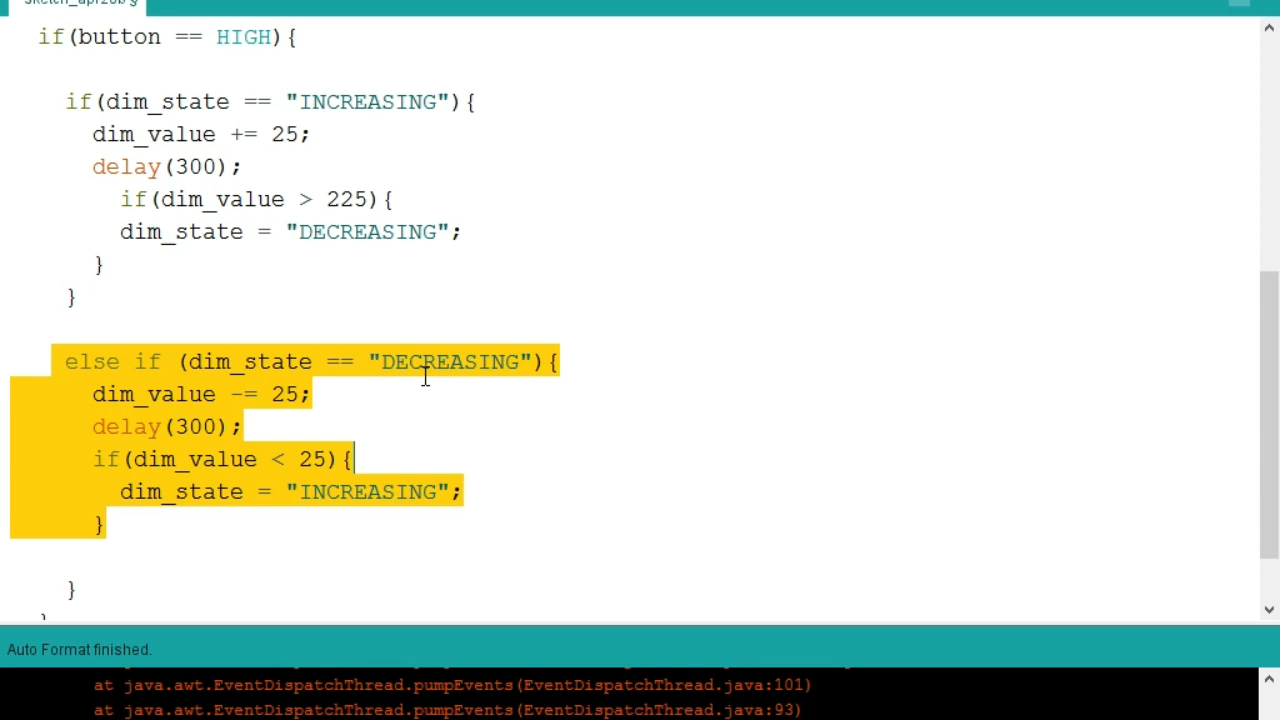 if(button == HIGH){
if(dim_state == "INCREASING"){
dim_value += 25;
delay(300);
if(dim_value > 225){
dim_state = "DECREASING";
}
}
else if (dim_state == "DECREASING"){
dim_value -= 25;
delay(300);
if(dim_value < 25){
dim_state = "INCREASING";
}
}
Auto Format finished.
at java.awt.EventDispatchThread.pumpEvents(EventDispatchThread.java:101)
at java.awt.EventDispatchThread.pumpEvents(EventDispatchThread.java:93)